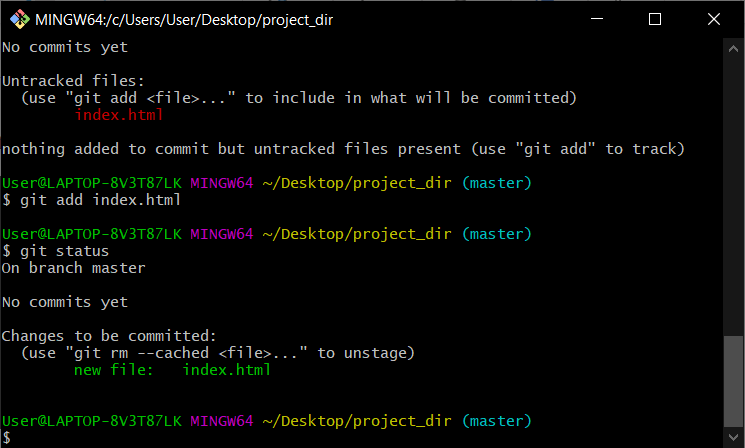 MINGW64:/c/Users/User/Desktop/project_dir
No commits yet
Untracked files:
  (use "git add <file>..." to include in what will be committed)
        index.html
nothing added to commit but untracked files present (use "git add" to track)
User@LAPTOP-8V3T87LK MINGW64 ~/Desktop/project_dir (master)
$ git add index.html
User@LAPTOP-8V3T87LK MINGW64 ~/Desktop/project_dir (master)
$ git status
On branch master
No commits yet
Changes to be committed:
  (use "git rm --cached <file>..." to unstage)
        new file:   index.html
User@LAPTOP-8V3T87LK MINGW64 ~/Desktop/project_dir (master)
$